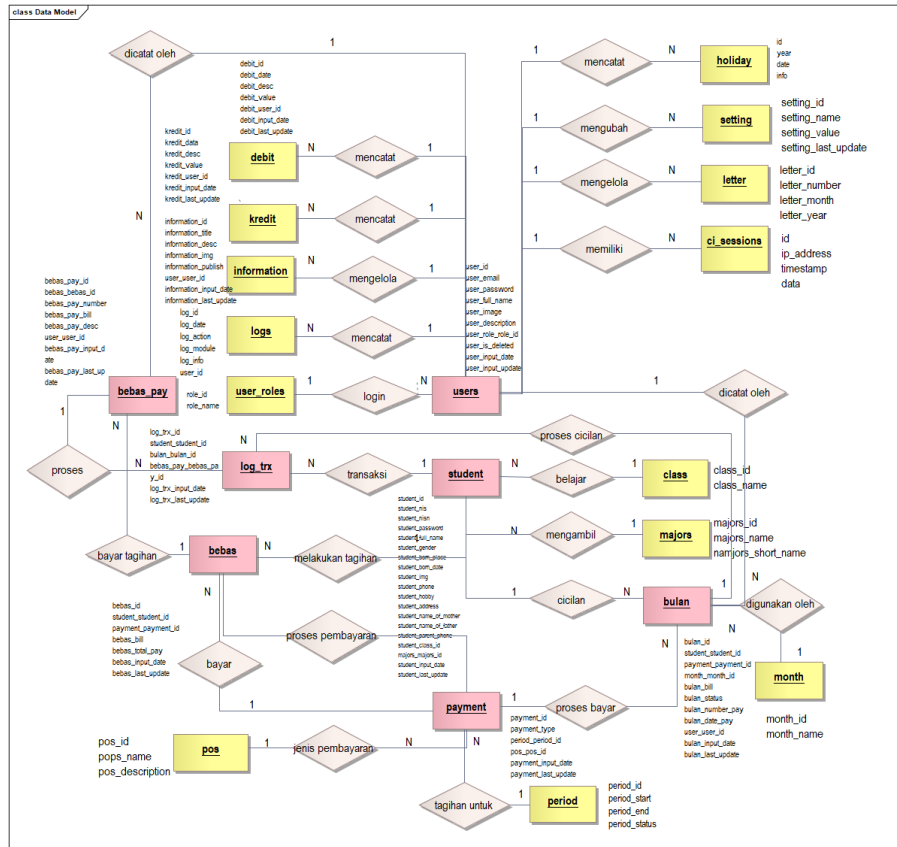 class Data Model
dicatat oleh
1
N
debit_id
debit_date
debit_desc
debit_value
debit_user_id
debit_input_date
debit_last_update
debit
N
mencatat
1
kredit_id
kredit_data
kredit_desc
kredit_value
kredit_user_id
kredit_input_date
kredit_last_update
kredit
N
mencatat
1
information_id
information_title
information_desc
information_img
information_publish
user_user_id
information_input_date
information_last_update
information
N
mengelola
1
log_id
log_date
log_action
log_module
log_info
user_id
logs
N
mencatat
1
role_id
role_name
user_roles
1
login
N
users
user_id
user_email
user_password
user_full_name
user_image
user_description
user_role_role_id
user_is_deleted
user_input_date
user_input_update
1
mencatat
N
holiday
id
year
date
info
1
mengubah
N
setting
setting_id
setting_name
setting_value
setting_last_update
1
mengelola
N
letter
letter_id
letter_number
letter_month
letter_year
1
memiliki
N
ci_sessions
id
ip_address
timestamp
data
bebas_pay_id
bebas_bebas_id
bebas_pay_number
bebas_pay_bill
bebas_pay_desc
user_user_id
bebas_pay_input_d
ate
bebas_pay_last_up
date
bebas_pay
1
N
proses
N
log_trx_id
student_student_id
bulan_bulan_id
bebas_pay_bebas_pa
y_id
log_trx_input_date
log_trx_last_update
log_trx
N
N
transaksi
1
student
proses cicilan
1
1
dicatat oleh
N
N
belajar
1
class
class_id
class_name
N
mengambil
1
majors
majors_id
majors_name
namjors_short_name
1
cicilan
N
bulan
1
student_id
student_nis
student_nisn
student_password
student_full_name
student_gender
student_born_place
student_born_date
student_img
student_phone
student_hobby
student_address
student_name_of_mother
student_name_of_father
student_parent_phone
student_class_id
majors_majors_id
student_input_date
student_last_update
bayar tagihan
1
bebas
N
melakukan tagihan
1
bebas_id
student_student_id
payment_payment_id
bebas_bill
bebas_total_pay
bebas_input_date
bebas_last_update
N
proses pembayaran
bayar
1
payment
1
proses bayar
N
N
bulan_id
student_student_id
payment_payment_id
month_month_id
bulan_bill
bulan_status
bulan_number_pay
bulan_date_pay
user_user_id
bulan_input_date
bulan_last_update
digunakan oleh
1
month
month_id
month_name
payment_id
payment_type
period_period_id
pos_pos_id
payment_input_date
payment_last_update
pos_id
pops_name
pos_description
pos
1
jenis pembayaran
N
N
tagihan untuk
1
period
period_id
period_start
period_end
period_status